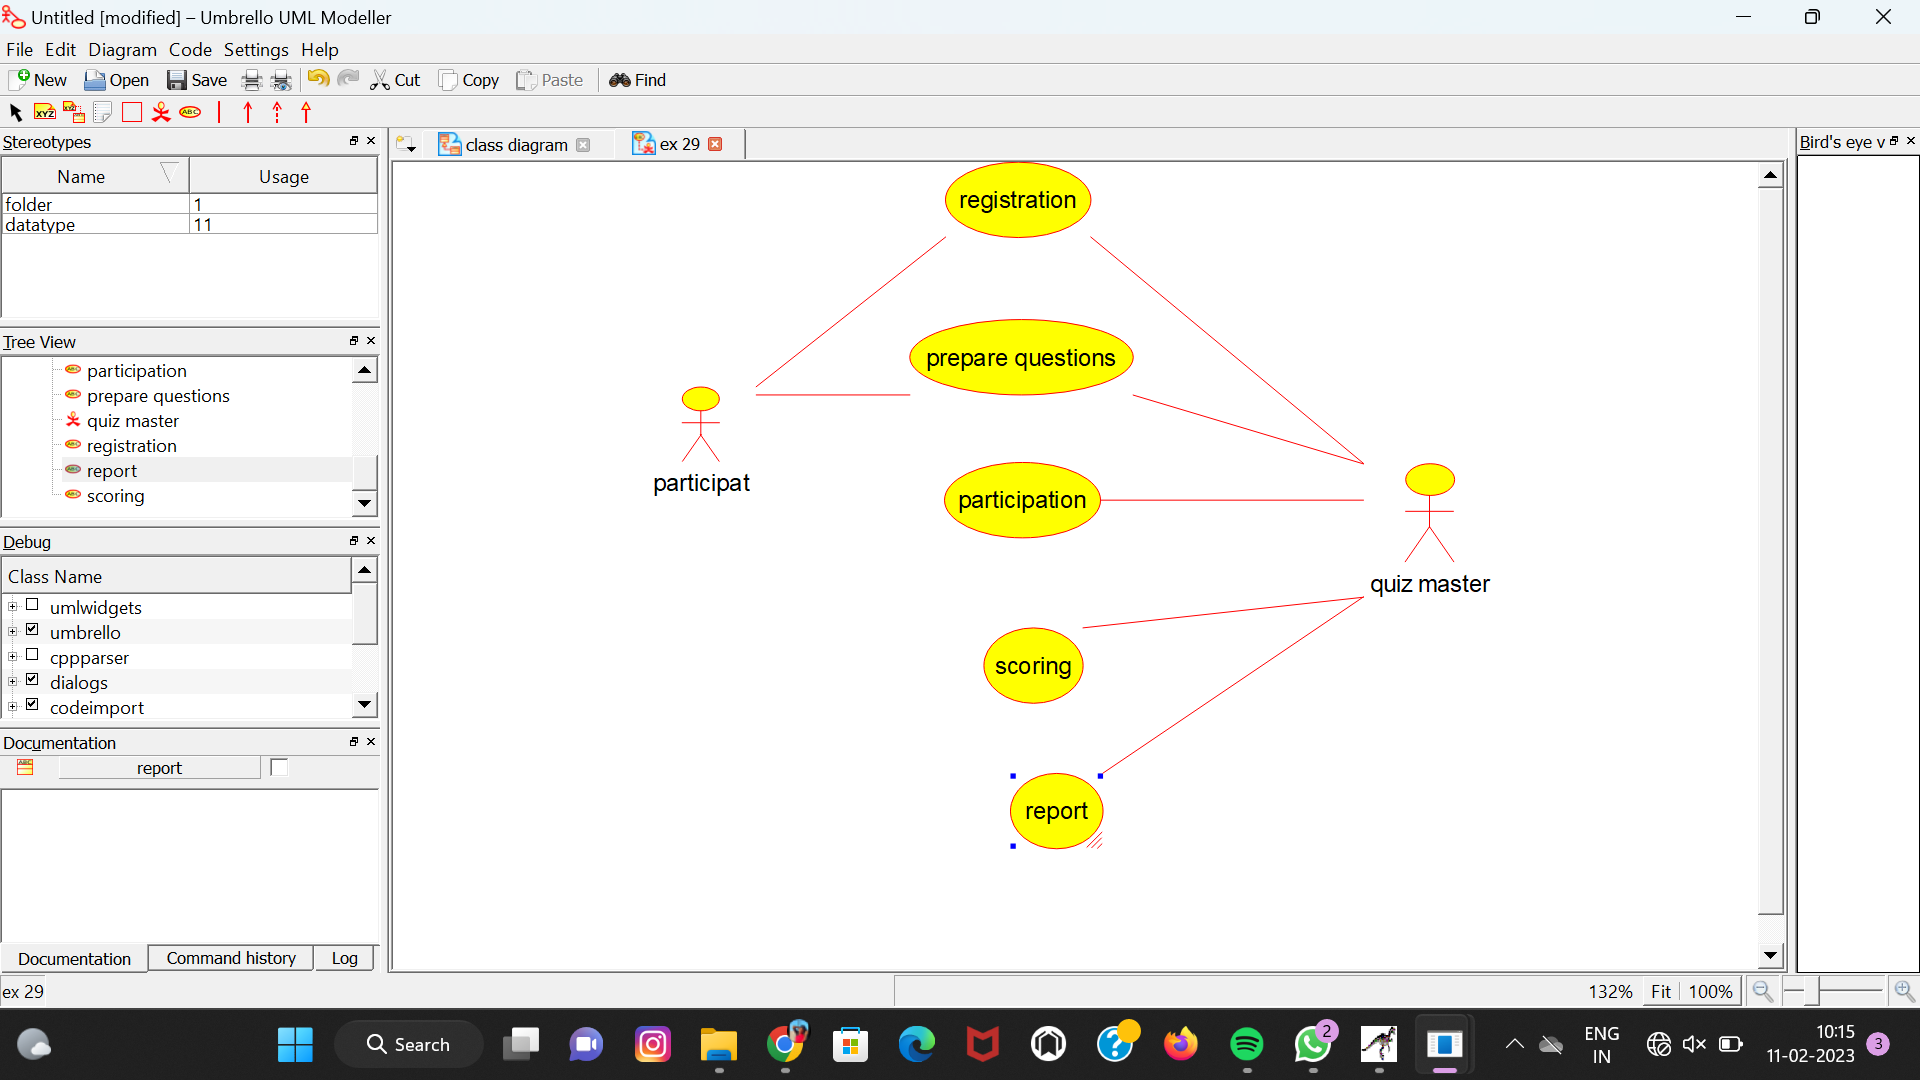 Untitled [modified] – Umbrello UML Modeller
File Edit Diagram Code Settings Help
New Open Save Cut Copy Paste Find
XYZ ABC
Stereotypes
Name Usage
folder 1
datatype 11
Tree View
participation
prepare questions
quiz master
registration
report
scoring
Debug
Class Name
umlwidgets
umbrello
cppparser
dialogs
codeimport
Documentation
report
Documentation Command history Log
class diagram ex 29
registration
prepare questions
participat
participation
quiz master
scoring
report
Bird's eye v
ex 29
132% Fit 100%
Search
2
ENG
IN
10:15
11-02-2023
3